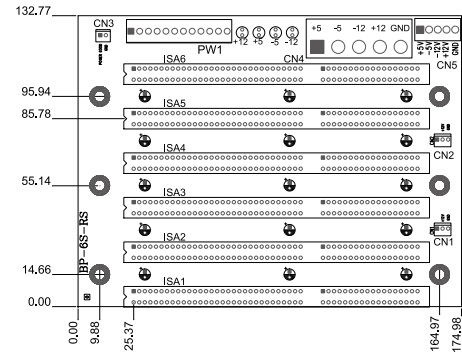 132.77
CN3
PW1
+12 +5 -5 -12
+5 -5 -12 +12 GND
CN4
+5V
-5V
-12V
+12V
GND
CN5
ISA6
95.94
ISA5
85.78
ISA4
CN2
55.14
ISA3
BP-6S-RS
CN1
ISA2
14.66
ISA1
0.00
0.00
9.88
25.37
164.97
174.98